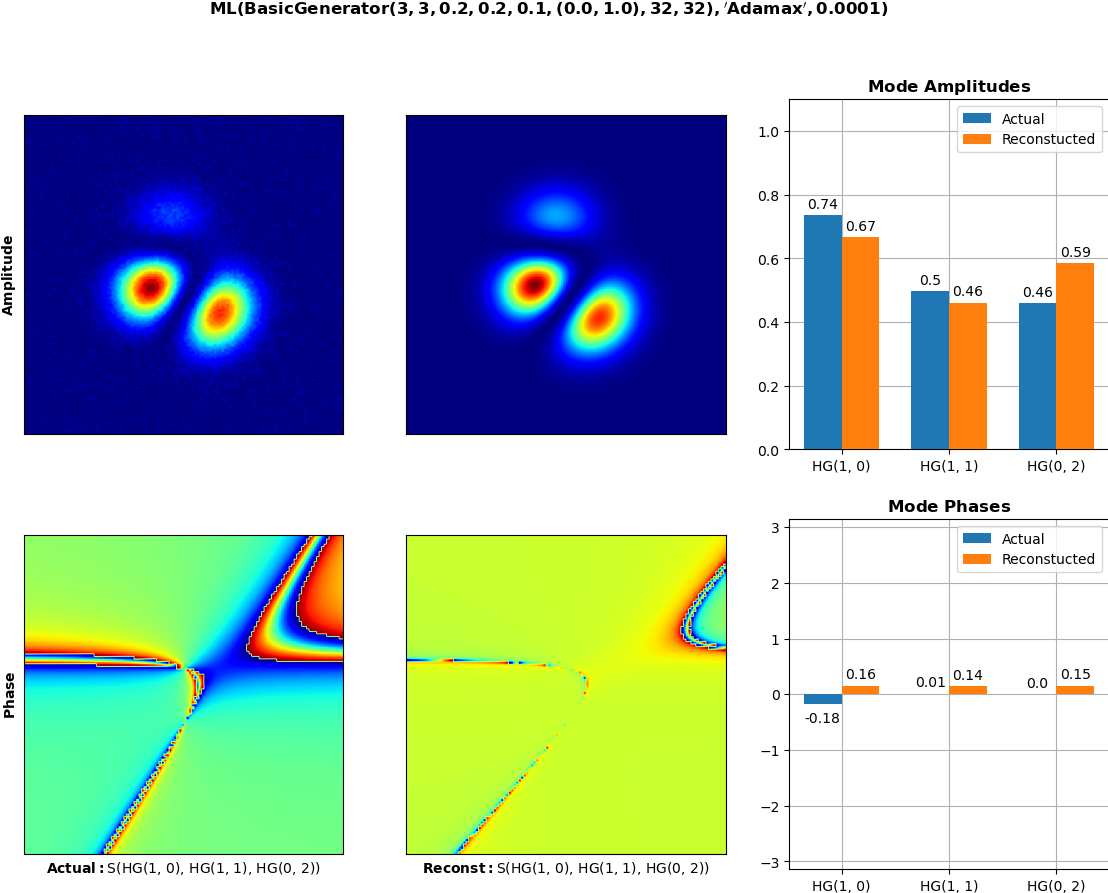 ML(BasicGenerator(3, 3, 0.2, 0.2, 0.1, (0.0, 1.0), 32, 32), 'Adamax', 0.0001)
Amplitude
Mode Amplitudes
Actual
Reconstucted
1.0
0.8
0.6
0.4
0.2
0.0
0.74
0.67
0.5
0.46
0.46
0.59
HG(1, 0)
HG(1, 1)
HG(0, 2)
Phase
Actual: S(HG(1, 0), HG(1, 1), HG(0, 2))
Reconst: S(HG(1, 0), HG(1, 1), HG(0, 2))
Mode Phases
Actual
Reconstucted
3
2
1
0
−1
−2
−3
-0.18
0.16
0.01
0.14
0.0
0.15
HG(1, 0)
HG(1, 1)
HG(0, 2)